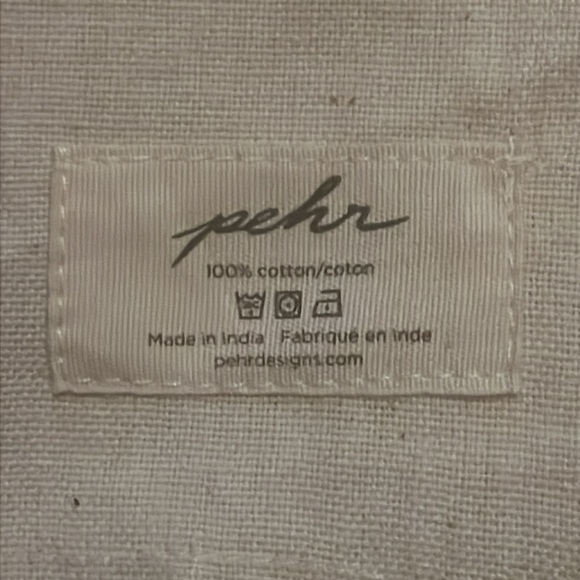 pehr
100% cotton/coton
Made in India Fabriqué en Inde
pehrdesigns.com